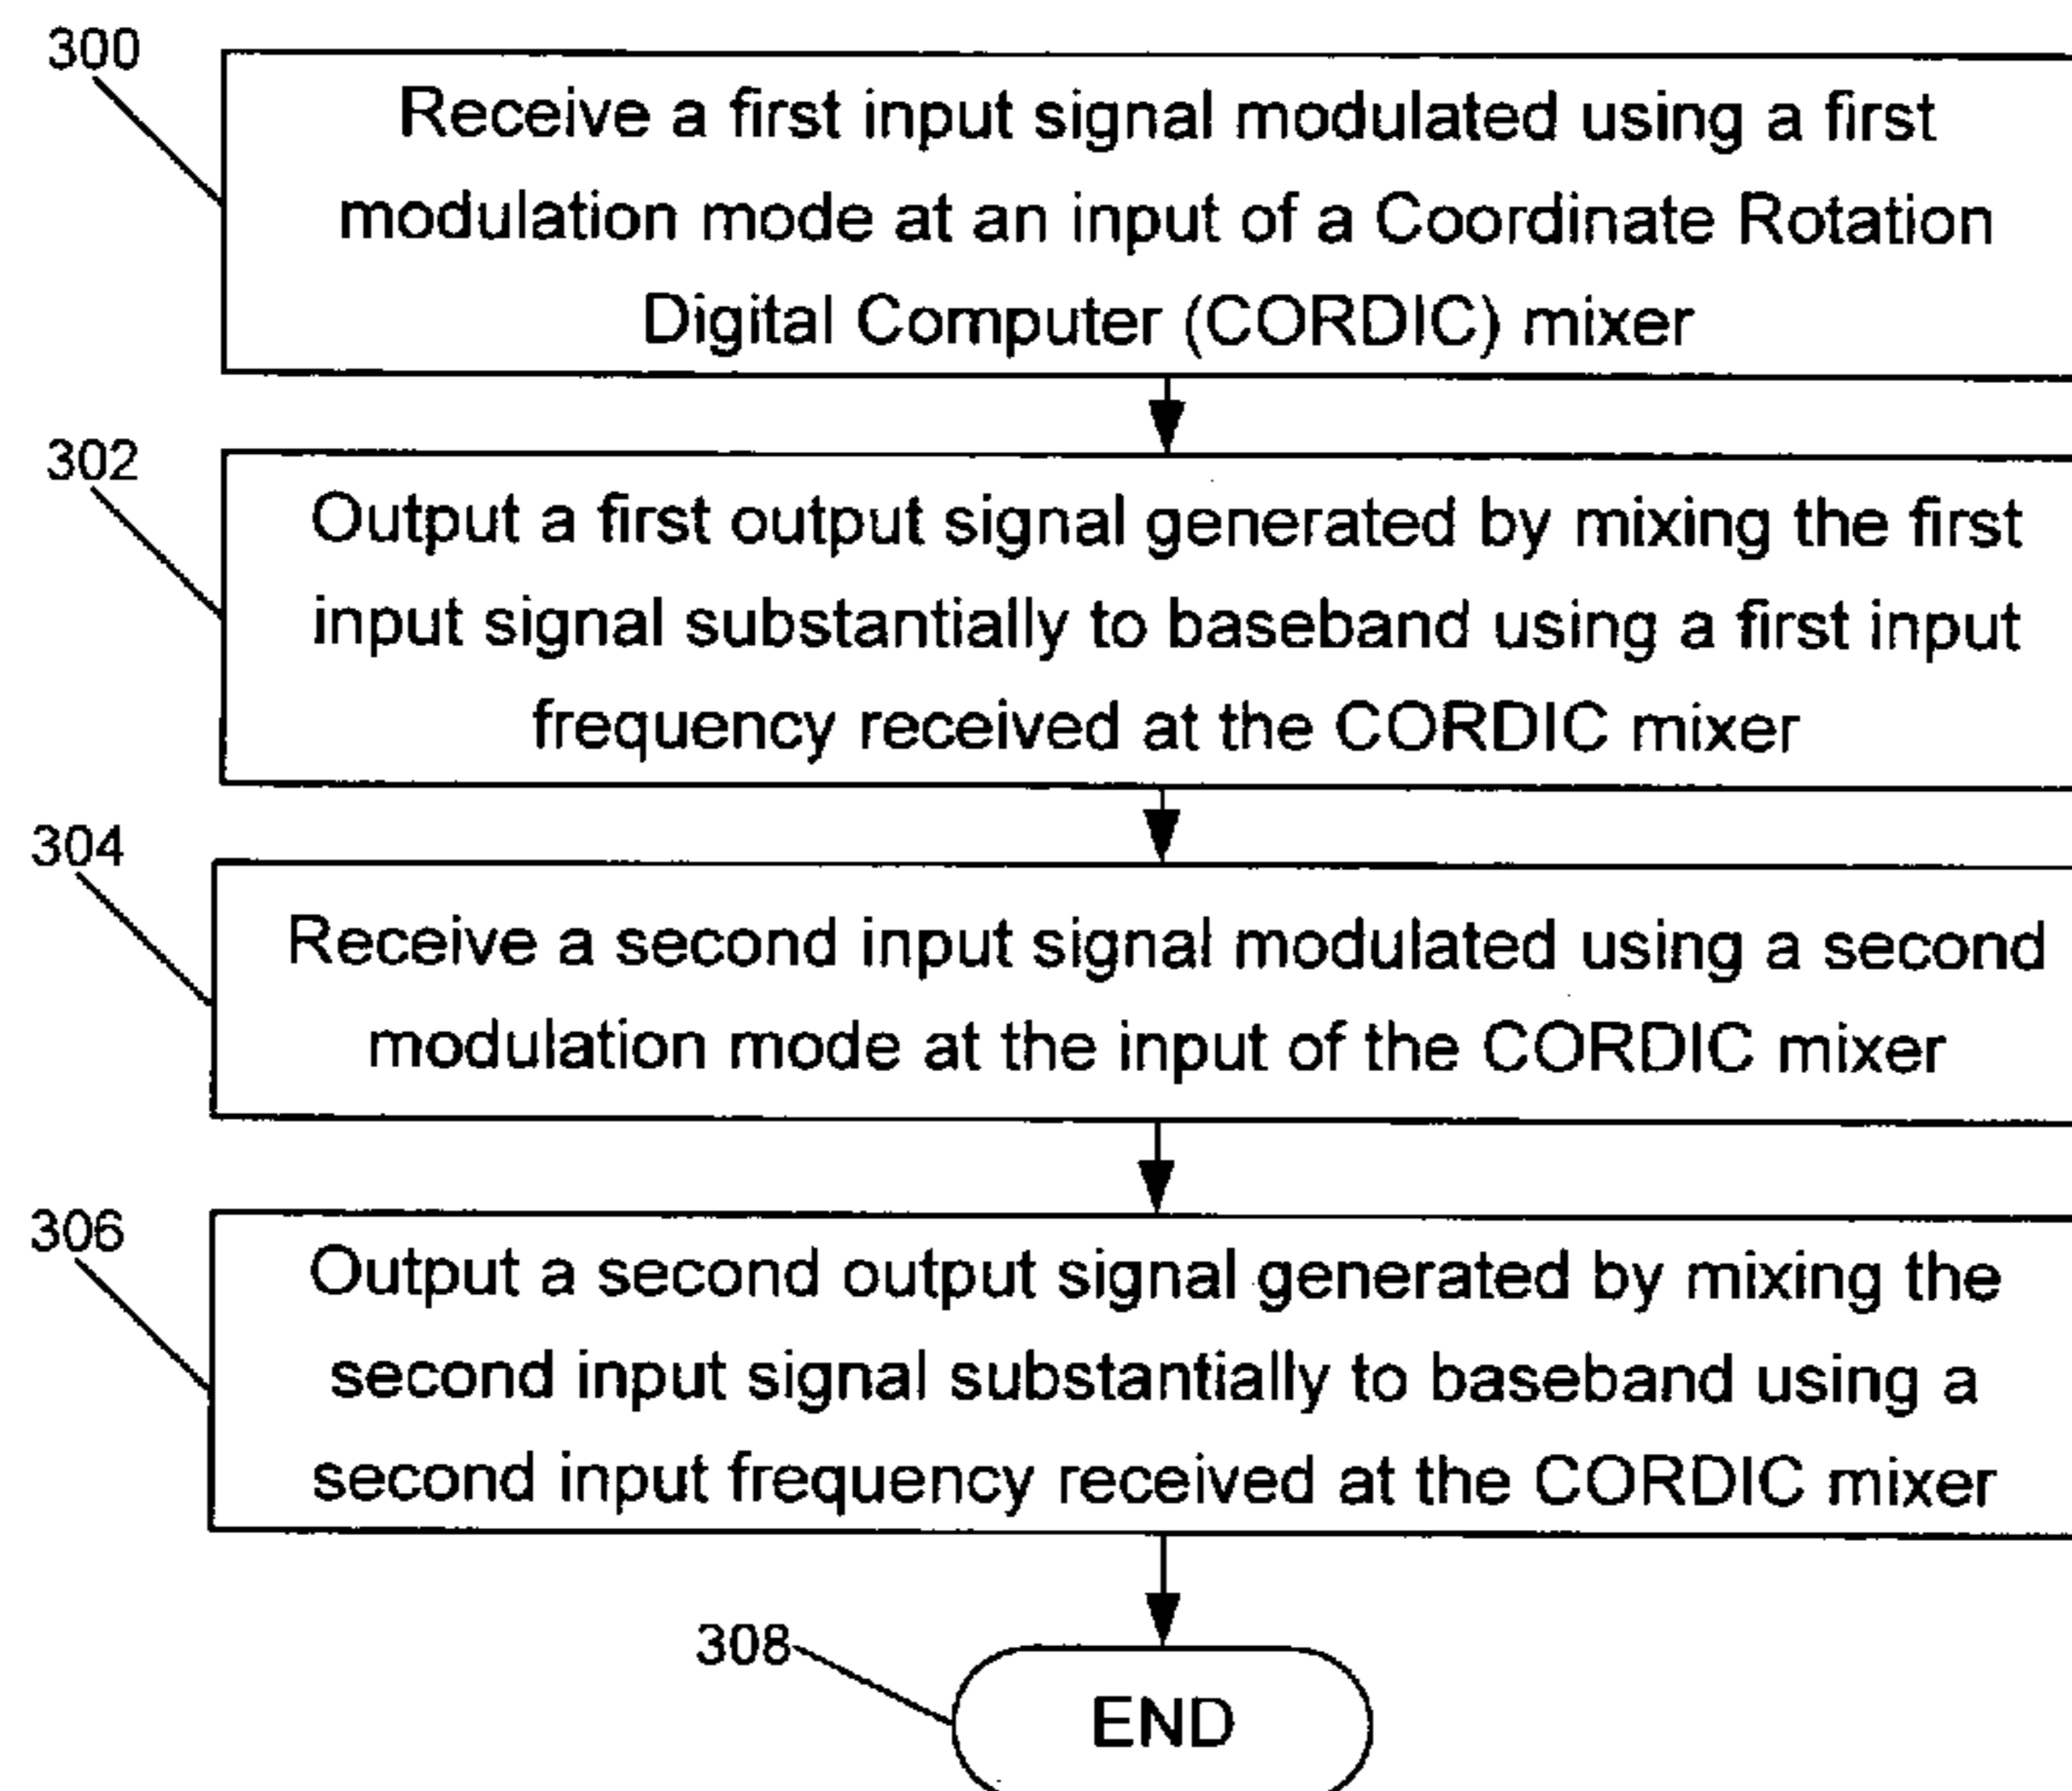 300
Receive a first input signal modulated using a first
modulation mode at an input of a Coordinate Rotation
Digital Computer (CORDIC) mixer
302
Output a first output signal generated by mixing the first
input signal substantially to baseband using a first input
frequency received at the CORDIC mixer
304
Receive a second input signal modulated using a second
modulation mode at the input of the CORDIC mixer
306
Output a second output signal generated by mixing the
second input signal substantially to baseband using a
second input frequency received at the CORDIC mixer
308
END